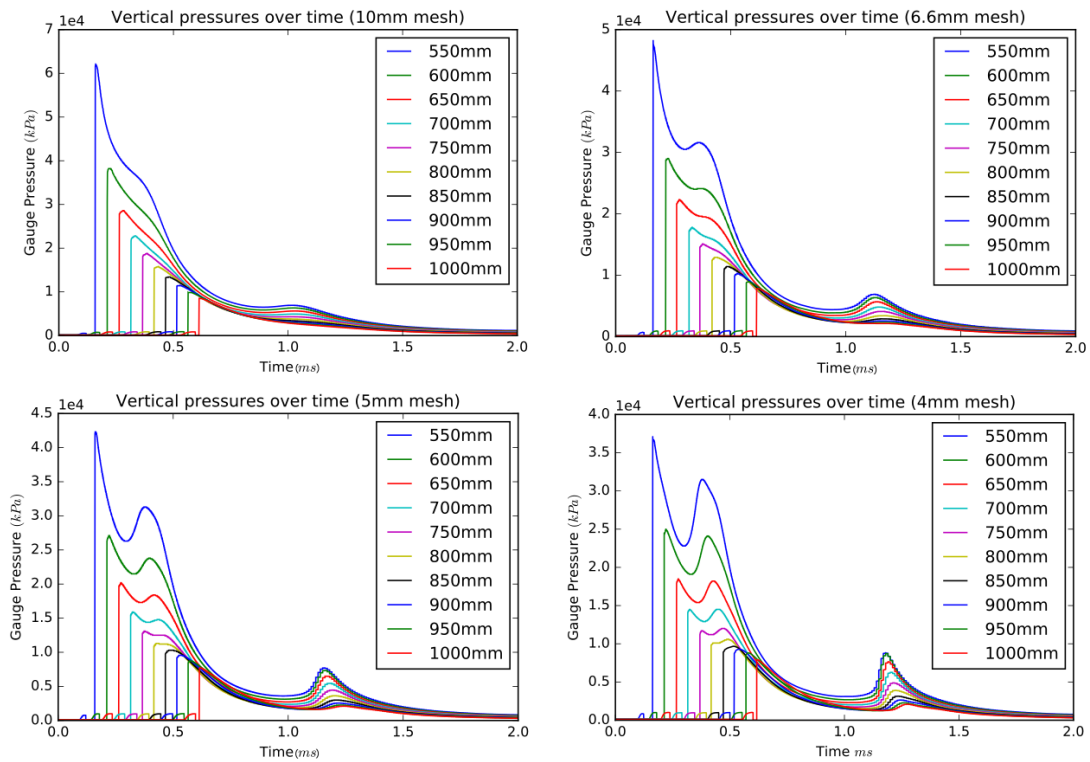 Vertical pressures over time (10mm mesh)
1e4
7
6
5
4
3
2
1
0
0.0 0.5 1.0 1.5 2.0
Gauge Pressure (kPa)
Time(ms)
550mm
600mm
650mm
700mm
750mm
800mm
850mm
900mm
950mm
1000mm
Vertical pressures over time (6.6mm mesh)
1e4
5
4
3
2
1
0
0.0 0.5 1.0 1.5 2.0
Gauge Pressure (kPa)
Time(ms)
550mm
600mm
650mm
700mm
750mm
800mm
850mm
900mm
950mm
1000mm
Vertical pressures over time (5mm mesh)
1e4
4.5
4.0
3.5
3.0
2.5
2.0
1.5
1.0
0.5
0.0
0.0 0.5 1.0 1.5 2.0
Gauge Pressure (kPa)
Time(ms)
550mm
600mm
650mm
700mm
750mm
800mm
850mm
900mm
950mm
1000mm
Vertical pressures over time (4mm mesh)
1e4
4.0
3.5
3.0
2.5
2.0
1.5
1.0
0.5
0.0
0.0 0.5 1.0 1.5 2.0
Gauge Pressure (kPa)
Time ms
550mm
600mm
650mm
700mm
750mm
800mm
850mm
900mm
950mm
1000mm